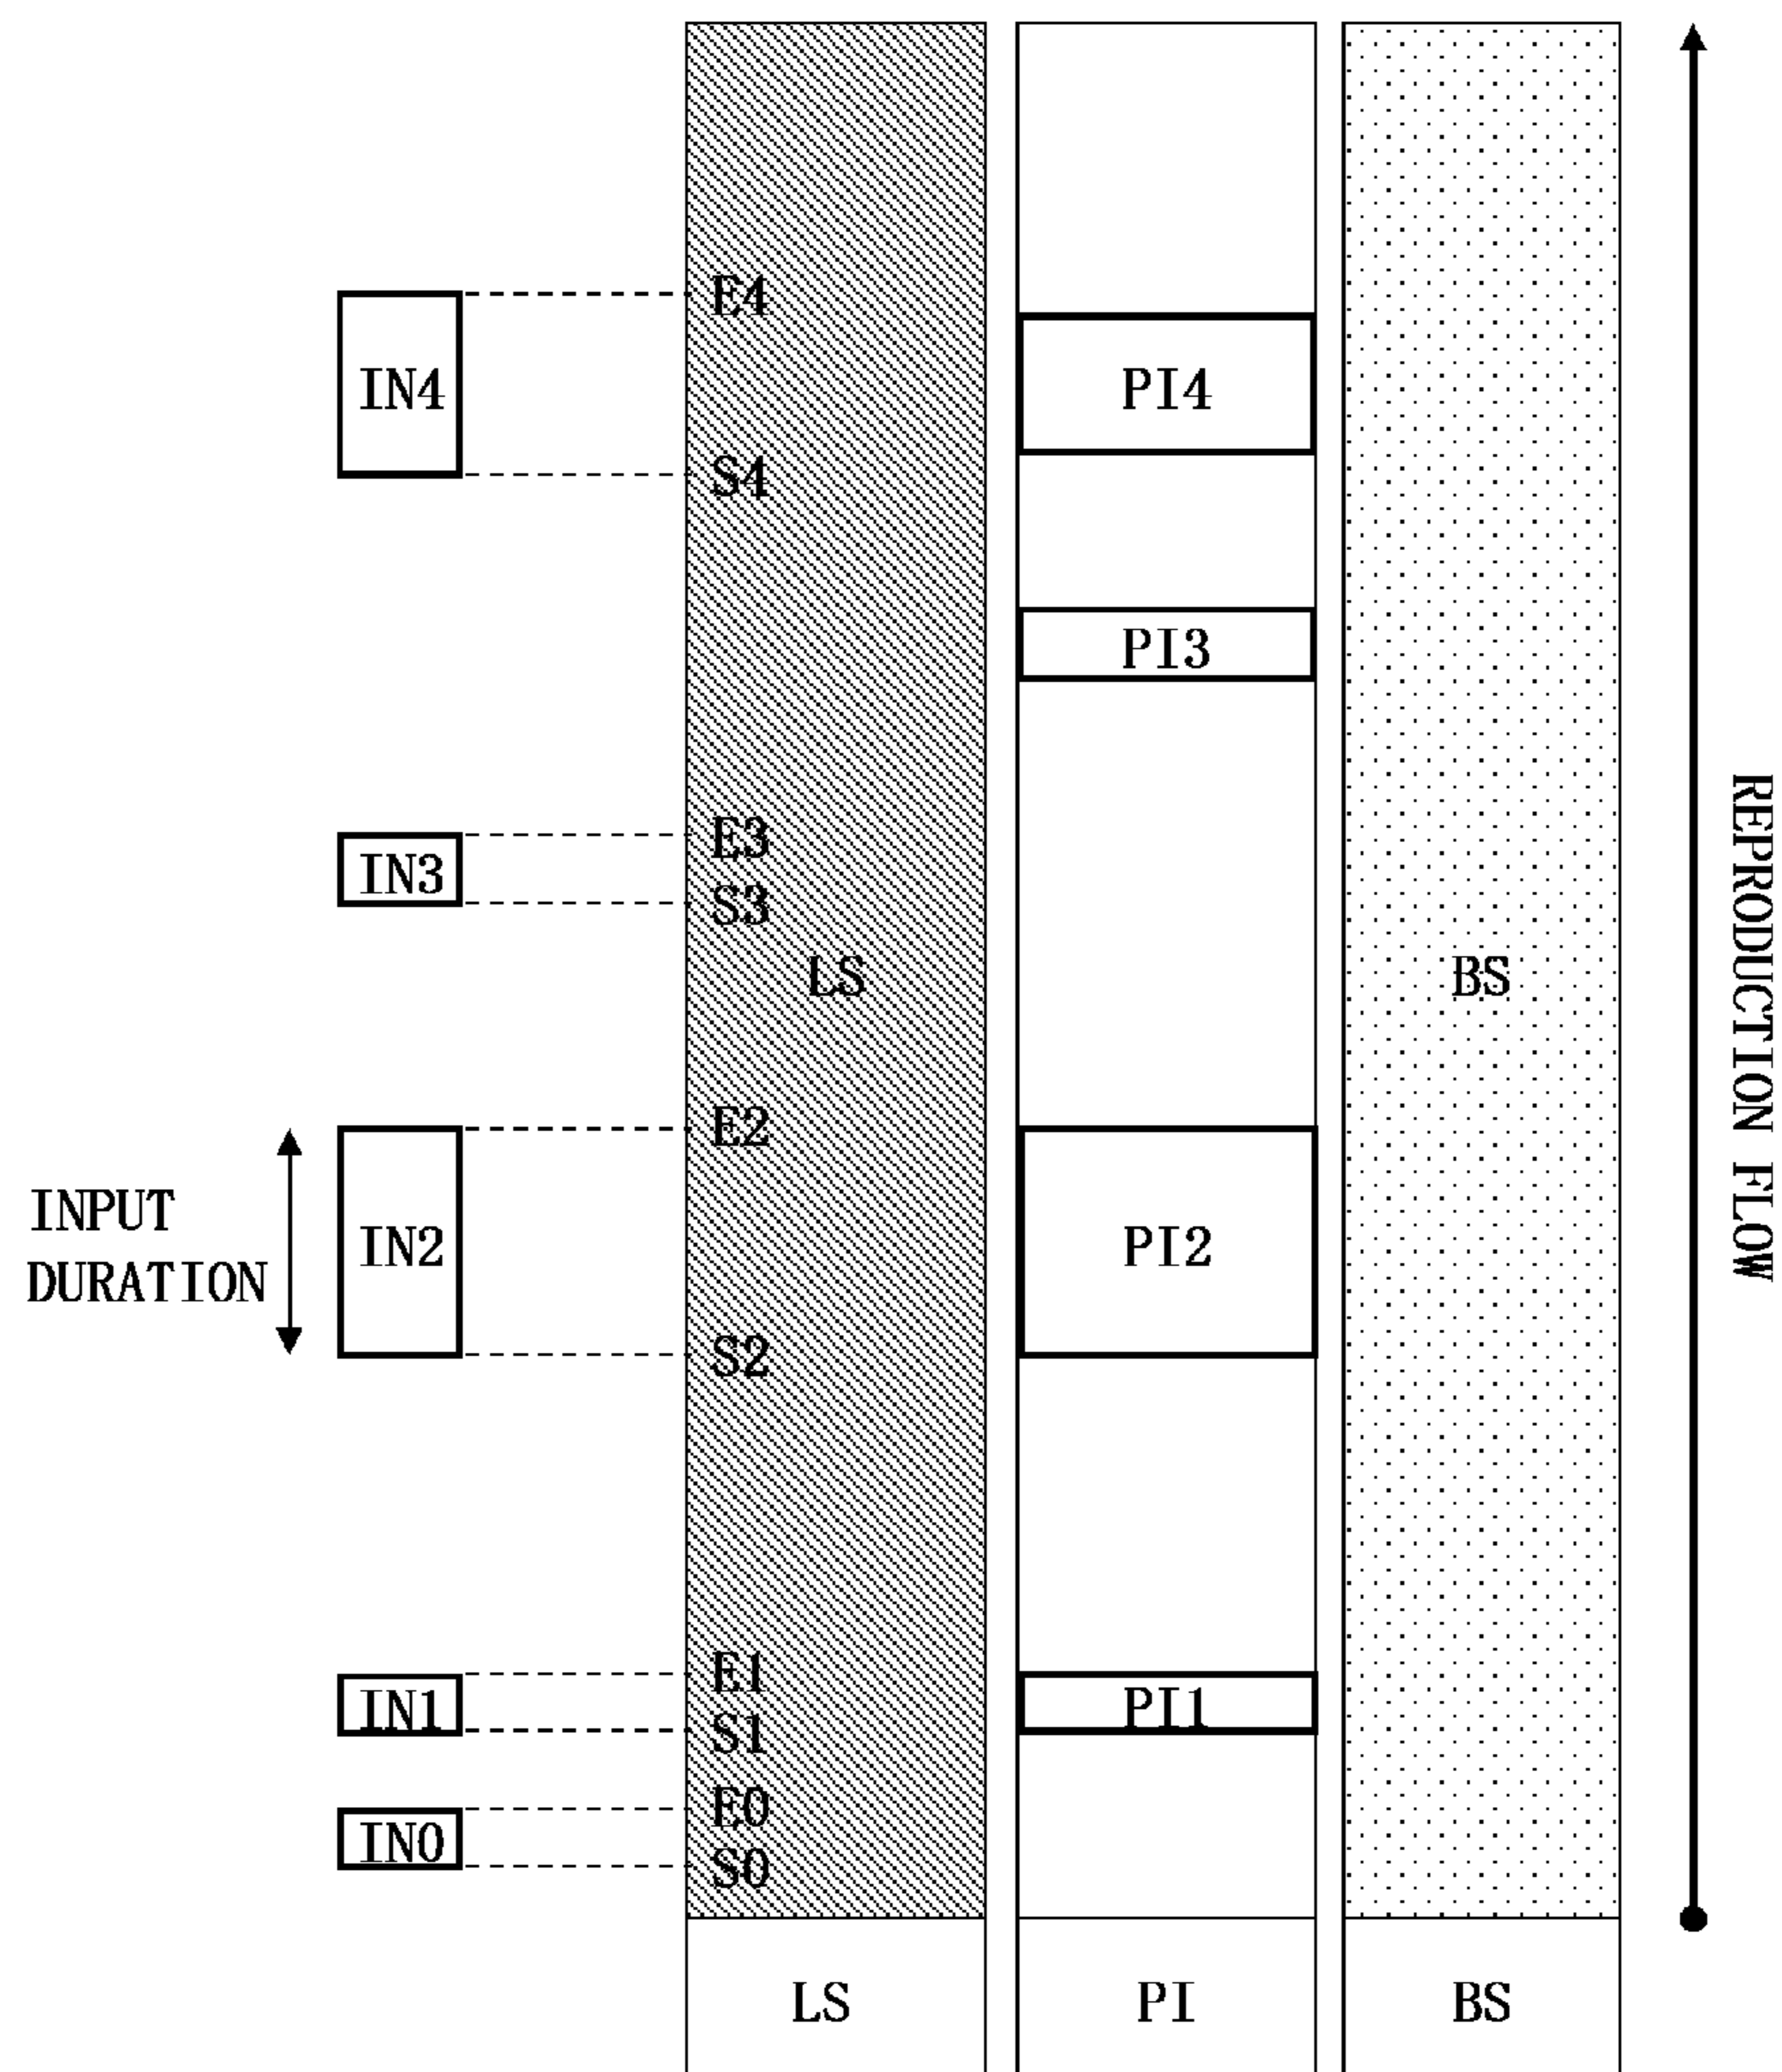 E4
IN4
PI4
S4
PI3
E3
IN3
S3
LS
BS
REPRODUCTION FLOW
E2
INPUT
DURATION
IN2
PI2
S2
E1
IN1
PI1
S1
E0
IN0
S0
LS
PI
BS